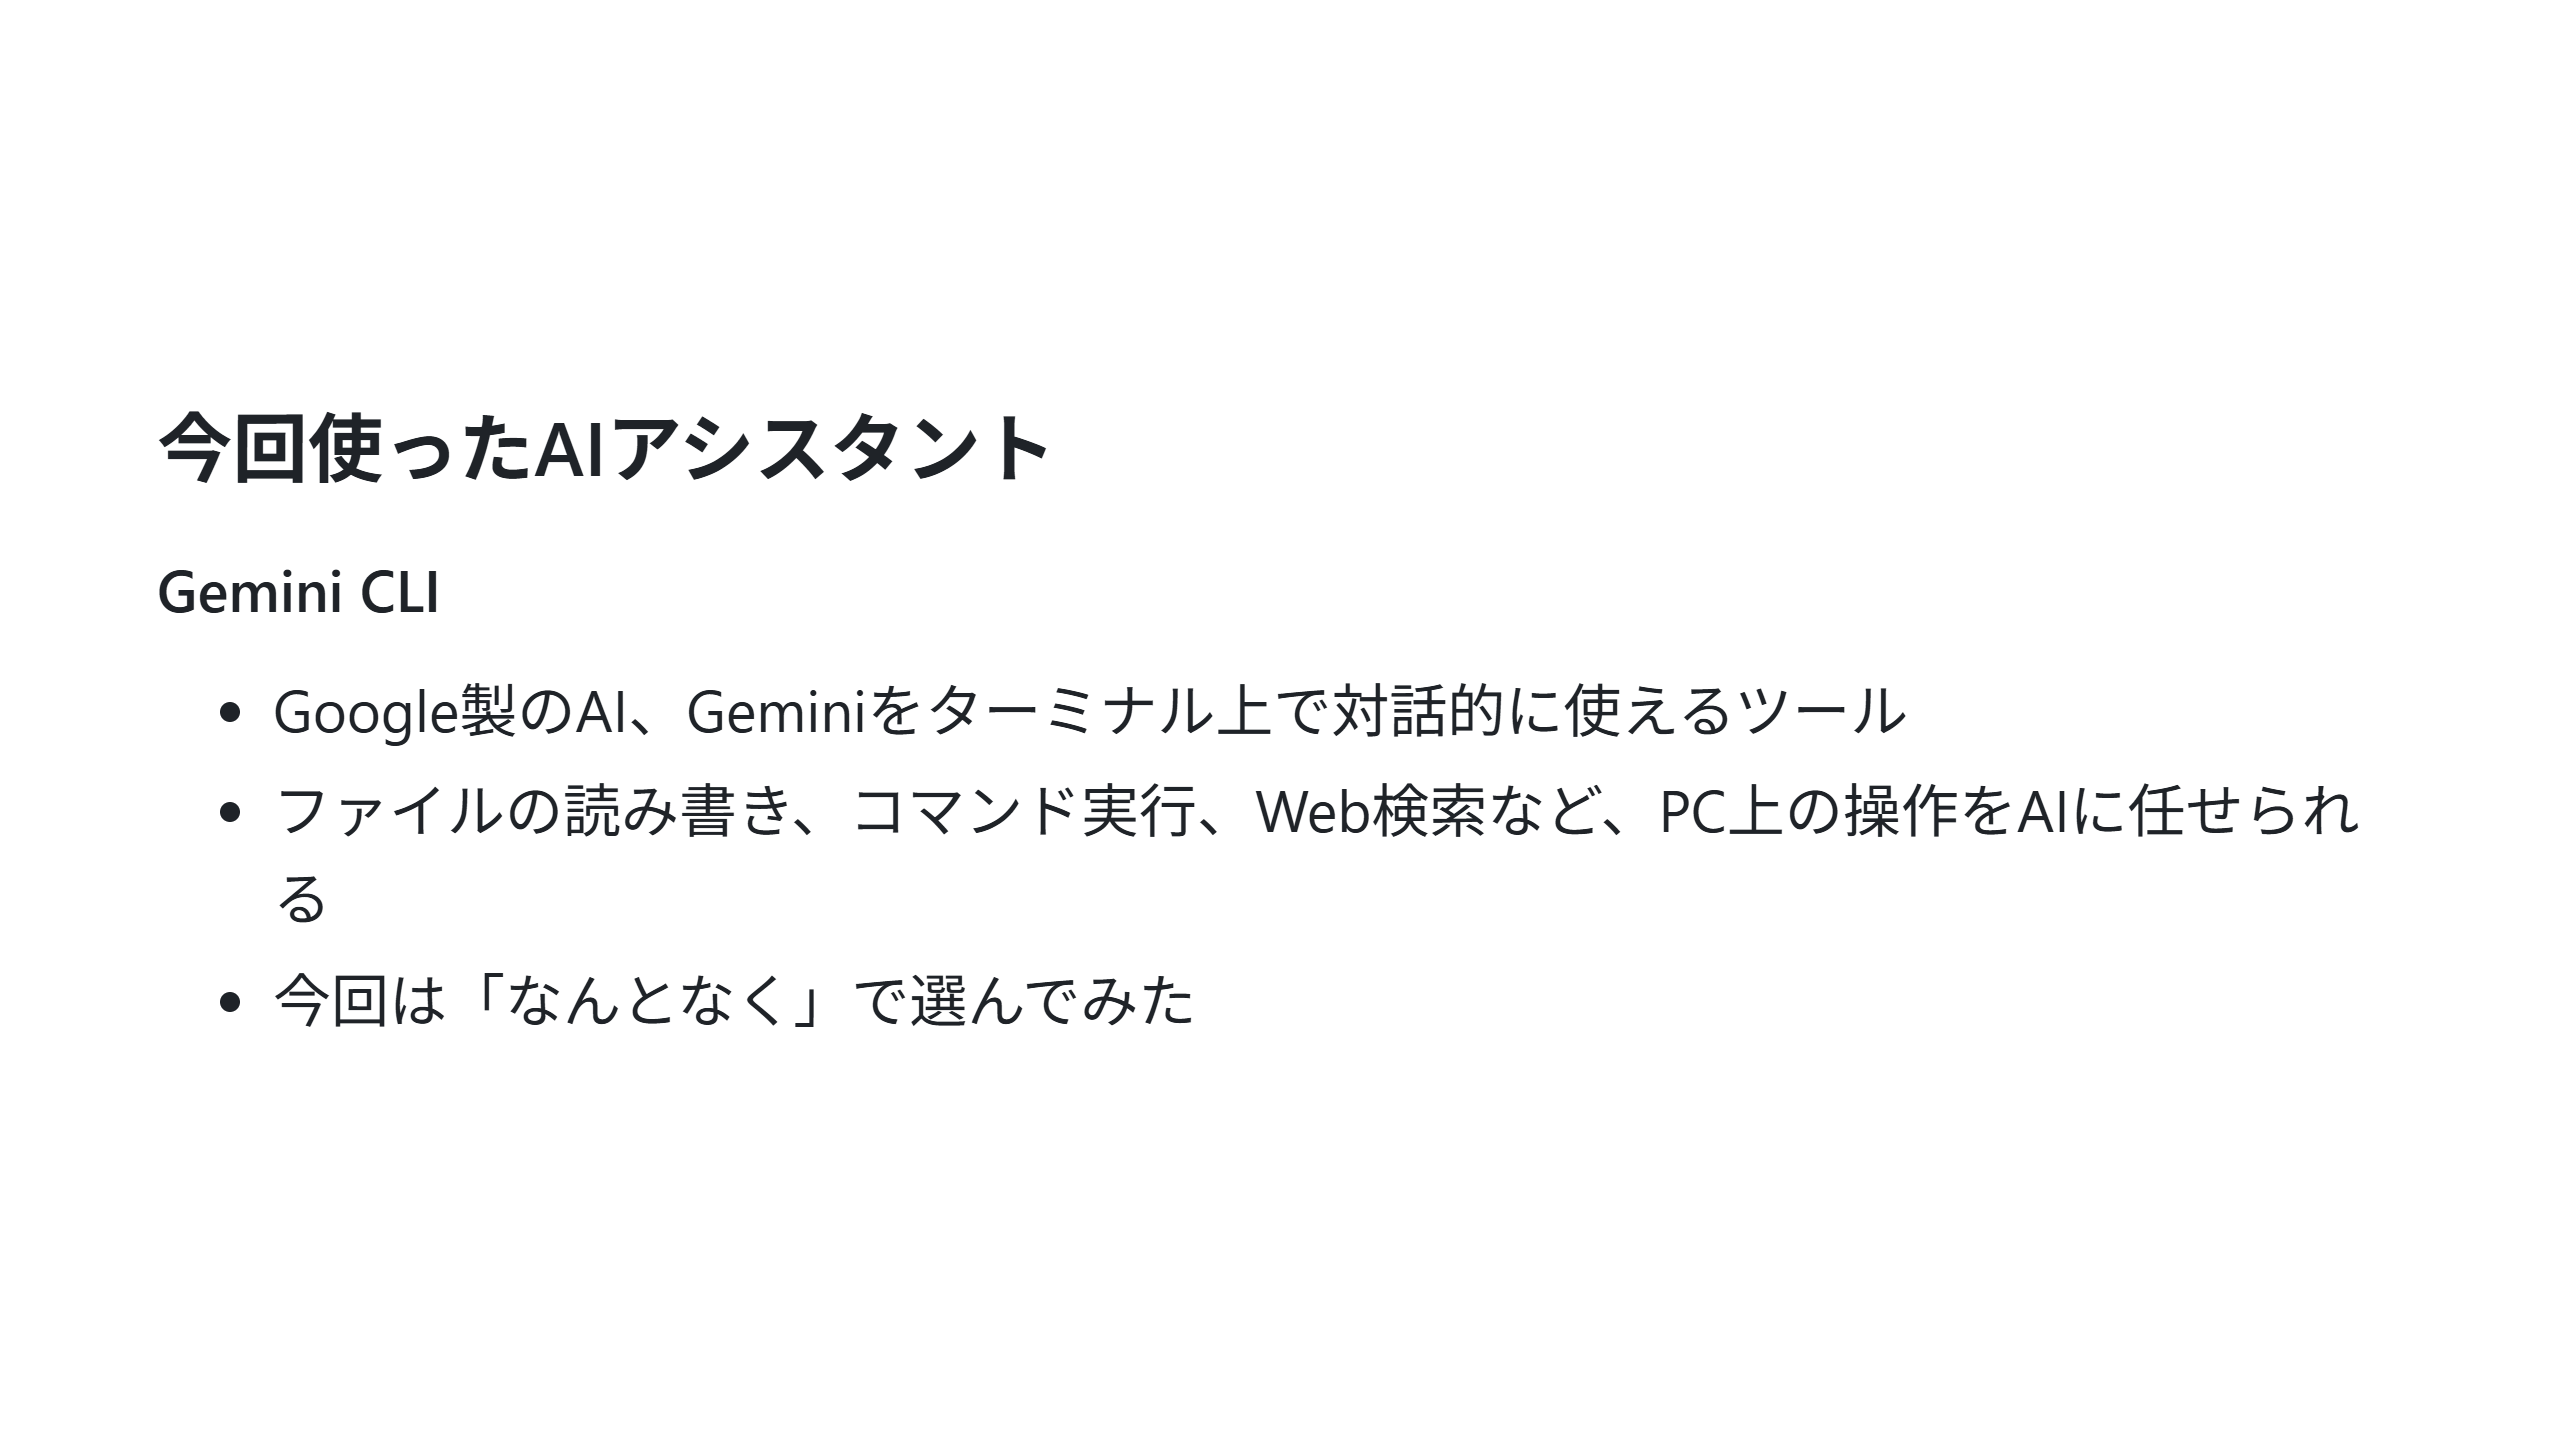 今回使ったAIアシスタント
Gemini CLI
• Google製のAI、Geminiをターミナル上で対話的に使えるツール
• ファイルの読み書き、コマンド実行、Web検索など、PC上の操作をAIに任せられ
る
• 今回は「なんとなく」で選んでみた